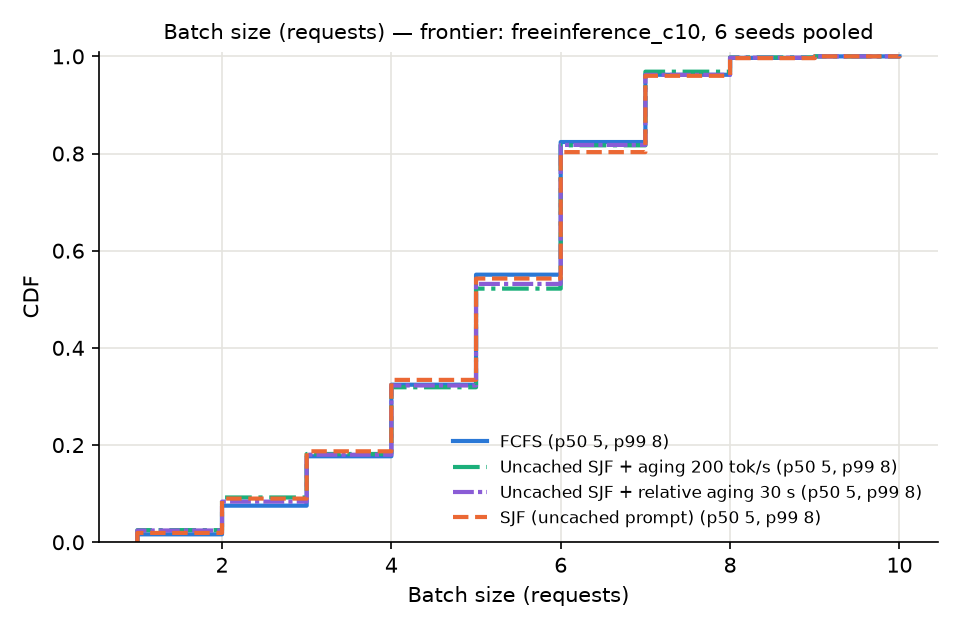 Batch size (requests) — frontier: freeinference_c10, 6 seeds pooled
1.0
0.8
0.6
0.4
0.2
0.0
CDF
FCFS (p50 5, p99 8)
Uncached SJF + aging 200 tok/s (p50 5, p99 8)
Uncached SJF + relative aging 30 s (p50 5, p99 8)
SJF (uncached prompt) (p50 5, p99 8)
2 4 6 8 10
Batch size (requests)